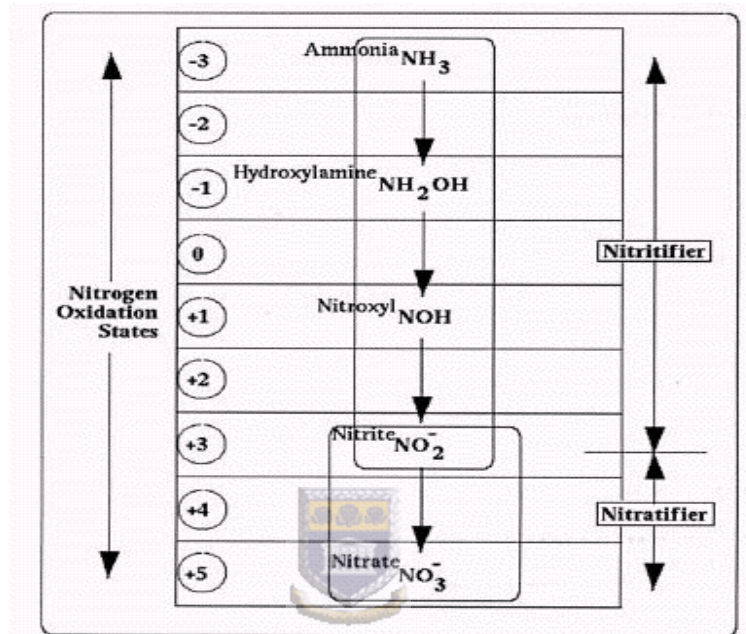 -3 Ammonia NH3
-2
-1 Hydroxylamine NH2OH
0
Nitritifier
Nitrogen
Oxidation
States
+1 Nitroxyl NOH
+2
+3 Nitrite NO2-
+4
Nitratifier
+5 Nitrate NO3-